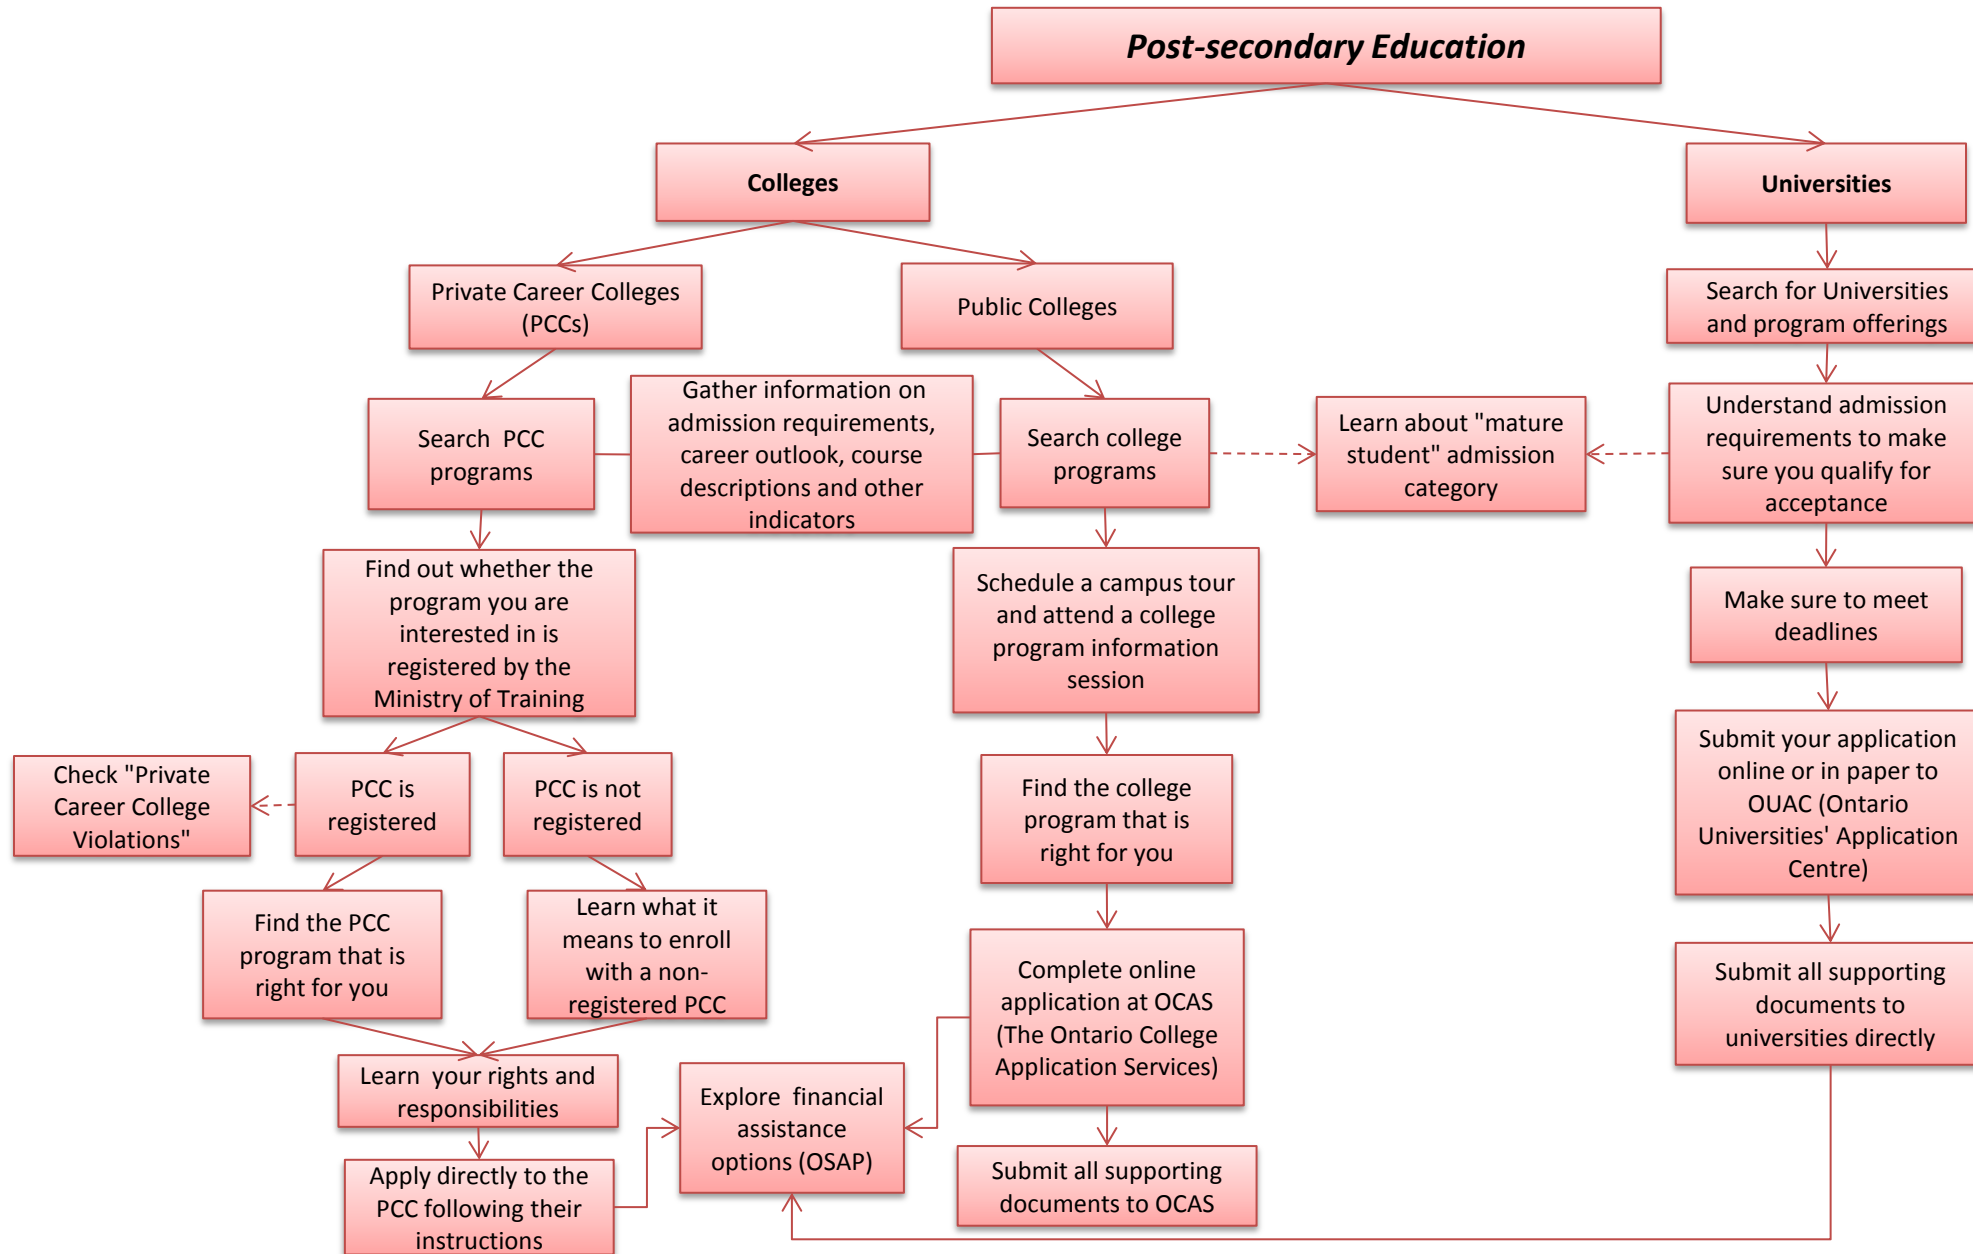 Post-secondary Education
Colleges
Universities
Private Career Colleges
(PCCs)
Public Colleges
Search for Universities
and program offerings
Search  PCC
programs
Gather information on
admission requirements,
career outlook, course
descriptions and other
indicators
Search college
programs
Learn about "mature
student" admission
category
Understand admission
requirements to make
sure you qualify for
acceptance
Find out whether the
program you are
interested in is
registered by the
Ministry of Training
Schedule a campus tour
and attend a college
program information
session
Make sure to meet
deadlines
Check "Private
Career College
Violations"
PCC is
registered
PCC is not
registered
Find the college
program that is
right for you
Submit your application
online or in paper to
OUAC (Ontario
Universities' Application
Centre)
Find the PCC
program that is
right for you
Learn what it
means to enroll
with a non-
registered PCC
Complete online
application at OCAS
(The Ontario College
Application Services)
Submit all supporting
documents to
universities directly
Learn  your rights and
responsibilities
Explore  financial
assistance
options (OSAP)
Apply directly to the
PCC following their
instructions
Submit all supporting
documents to OCAS